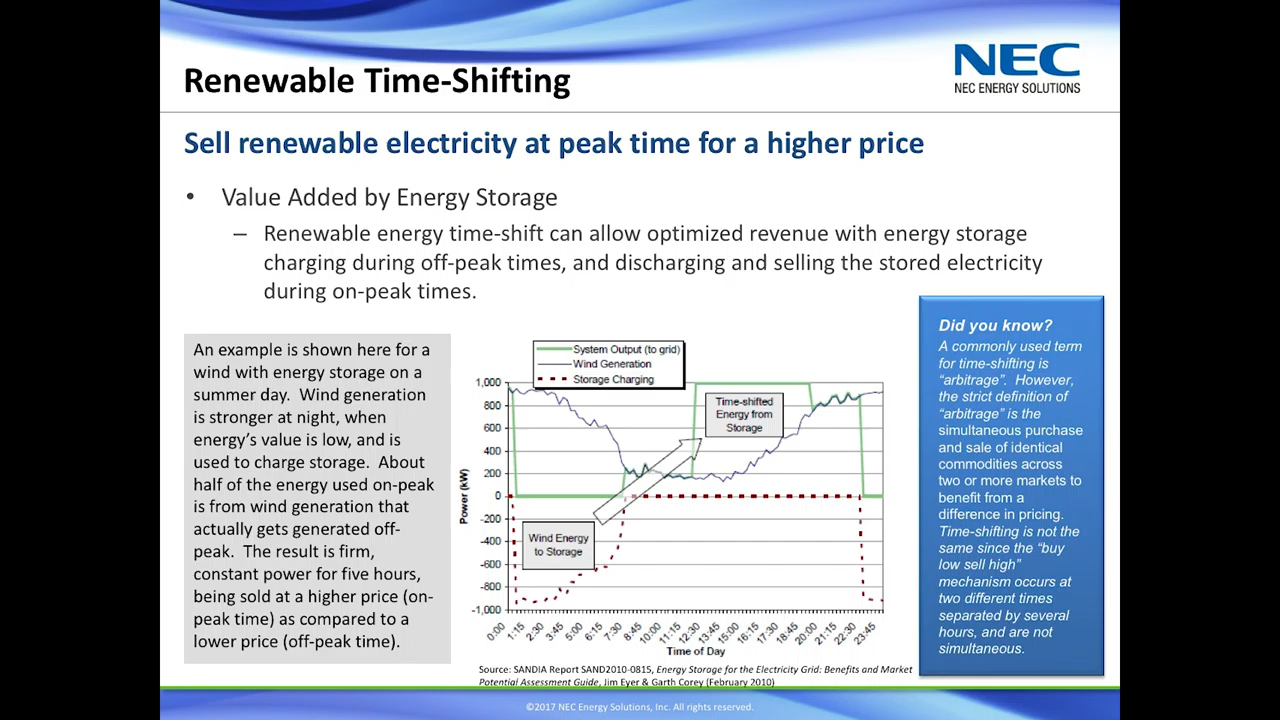 Renewable Time-Shifting
NEC
NEC ENERGY SOLUTIONS
Sell renewable electricity at peak time for a higher price
• Value Added by Energy Storage
– Renewable energy time-shift can allow optimized revenue with energy storage
charging during off-peak times, and discharging and selling the stored electricity
during on-peak times.
An example is shown here for a
wind with energy storage on a
summer day. Wind generation
is stronger at night, when
energy's value is low, and is
used to charge storage. About
half of the energy used on-peak
is from wind generation that
actually gets generated off-
peak. The result is firm,
constant power for five hours,
being sold at a higher price (on-
peak time) as compared to a
lower price (off-peak time).
System Output (to grid)
Wind Generation
Storage Charging
Power (kW)
1,000
800
600
400
200
0
-200
-400
-600
-800
-1,000
Time-shifted
Energy from
Storage
Wind Energy
to Storage
0:00
1:15
2:30
3:45
5:00
6:15
7:30
8:45
10:00
11:15
12:30
13:45
15:00
16:15
17:30
18:45
20:00
21:15
22:30
23:45
Time of Day
Source: SANDIA Report SAND2010-0815, Energy Storage for the Electricity Grid: Benefits and Market
Potential Assessment Guide, Jim Eyer & Garth Corey (February 2010)
Did you know?
A commonly used term
for time-shifting is
“arbitrage”. However,
the strict definition of
“arbitrage” is the
simultaneous purchase
and sale of identical
commodities across
two or more markets to
benefit from a
difference in pricing.
Time-shifting is not the
same since the “buy
low sell high”
mechanism occurs at
two different times
separated by several
hours, and are not
simultaneous.
©2017 NEC Energy Solutions, Inc. All rights reserved.